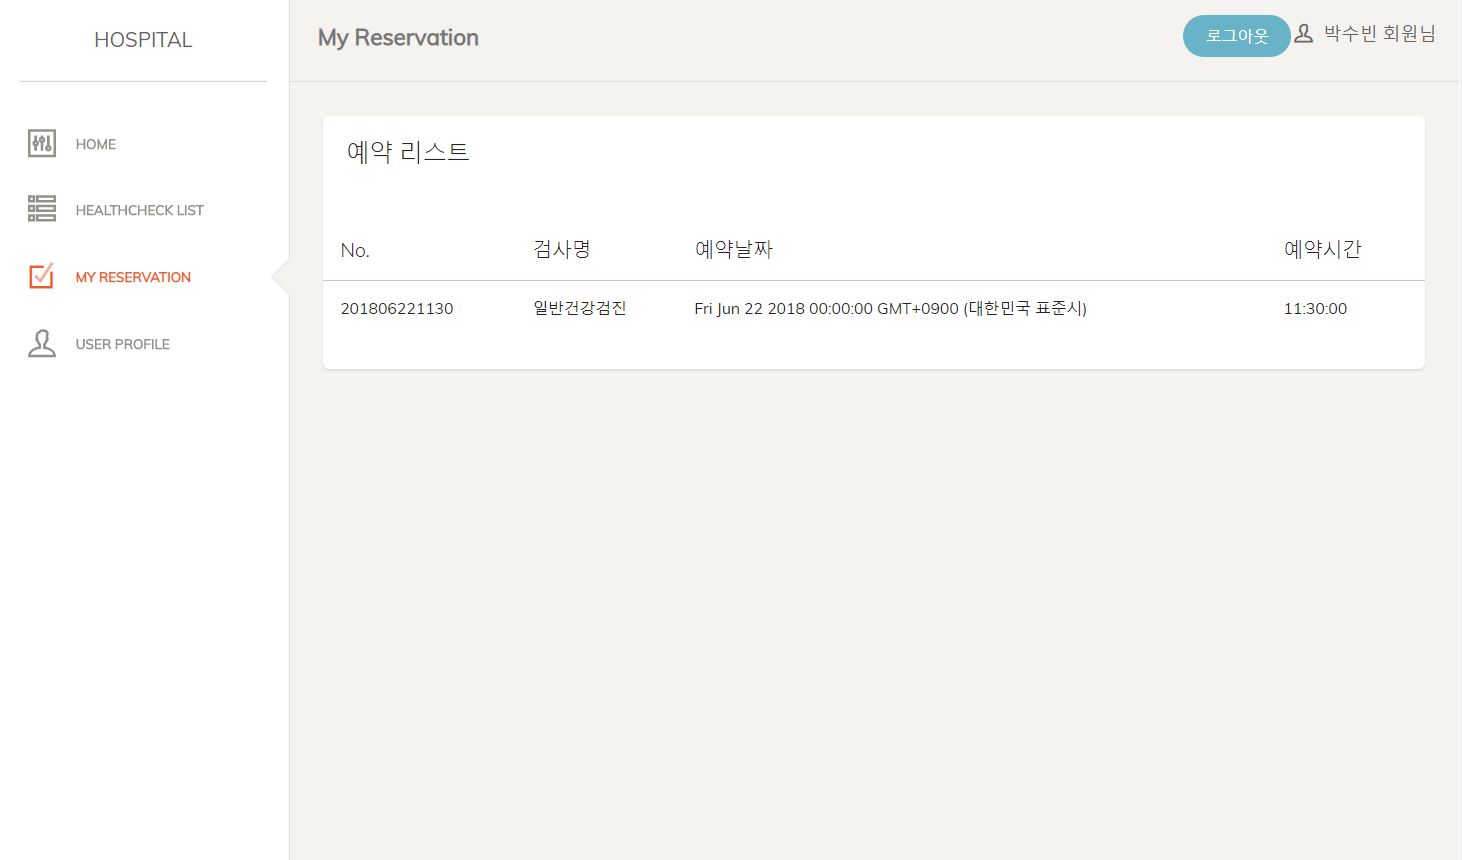 HOSPITAL
HOME
HEALTHCHECK LIST
MY RESERVATION
USER PROFILE
My Reservation
로그아웃 박수빈 회원님
예약 리스트
No. 검사명 예약날짜 예약시간
201806221130 일반건강검진 Fri Jun 22 2018 00:00:00 GMT+0900 (대한민국 표준시) 11:30:00